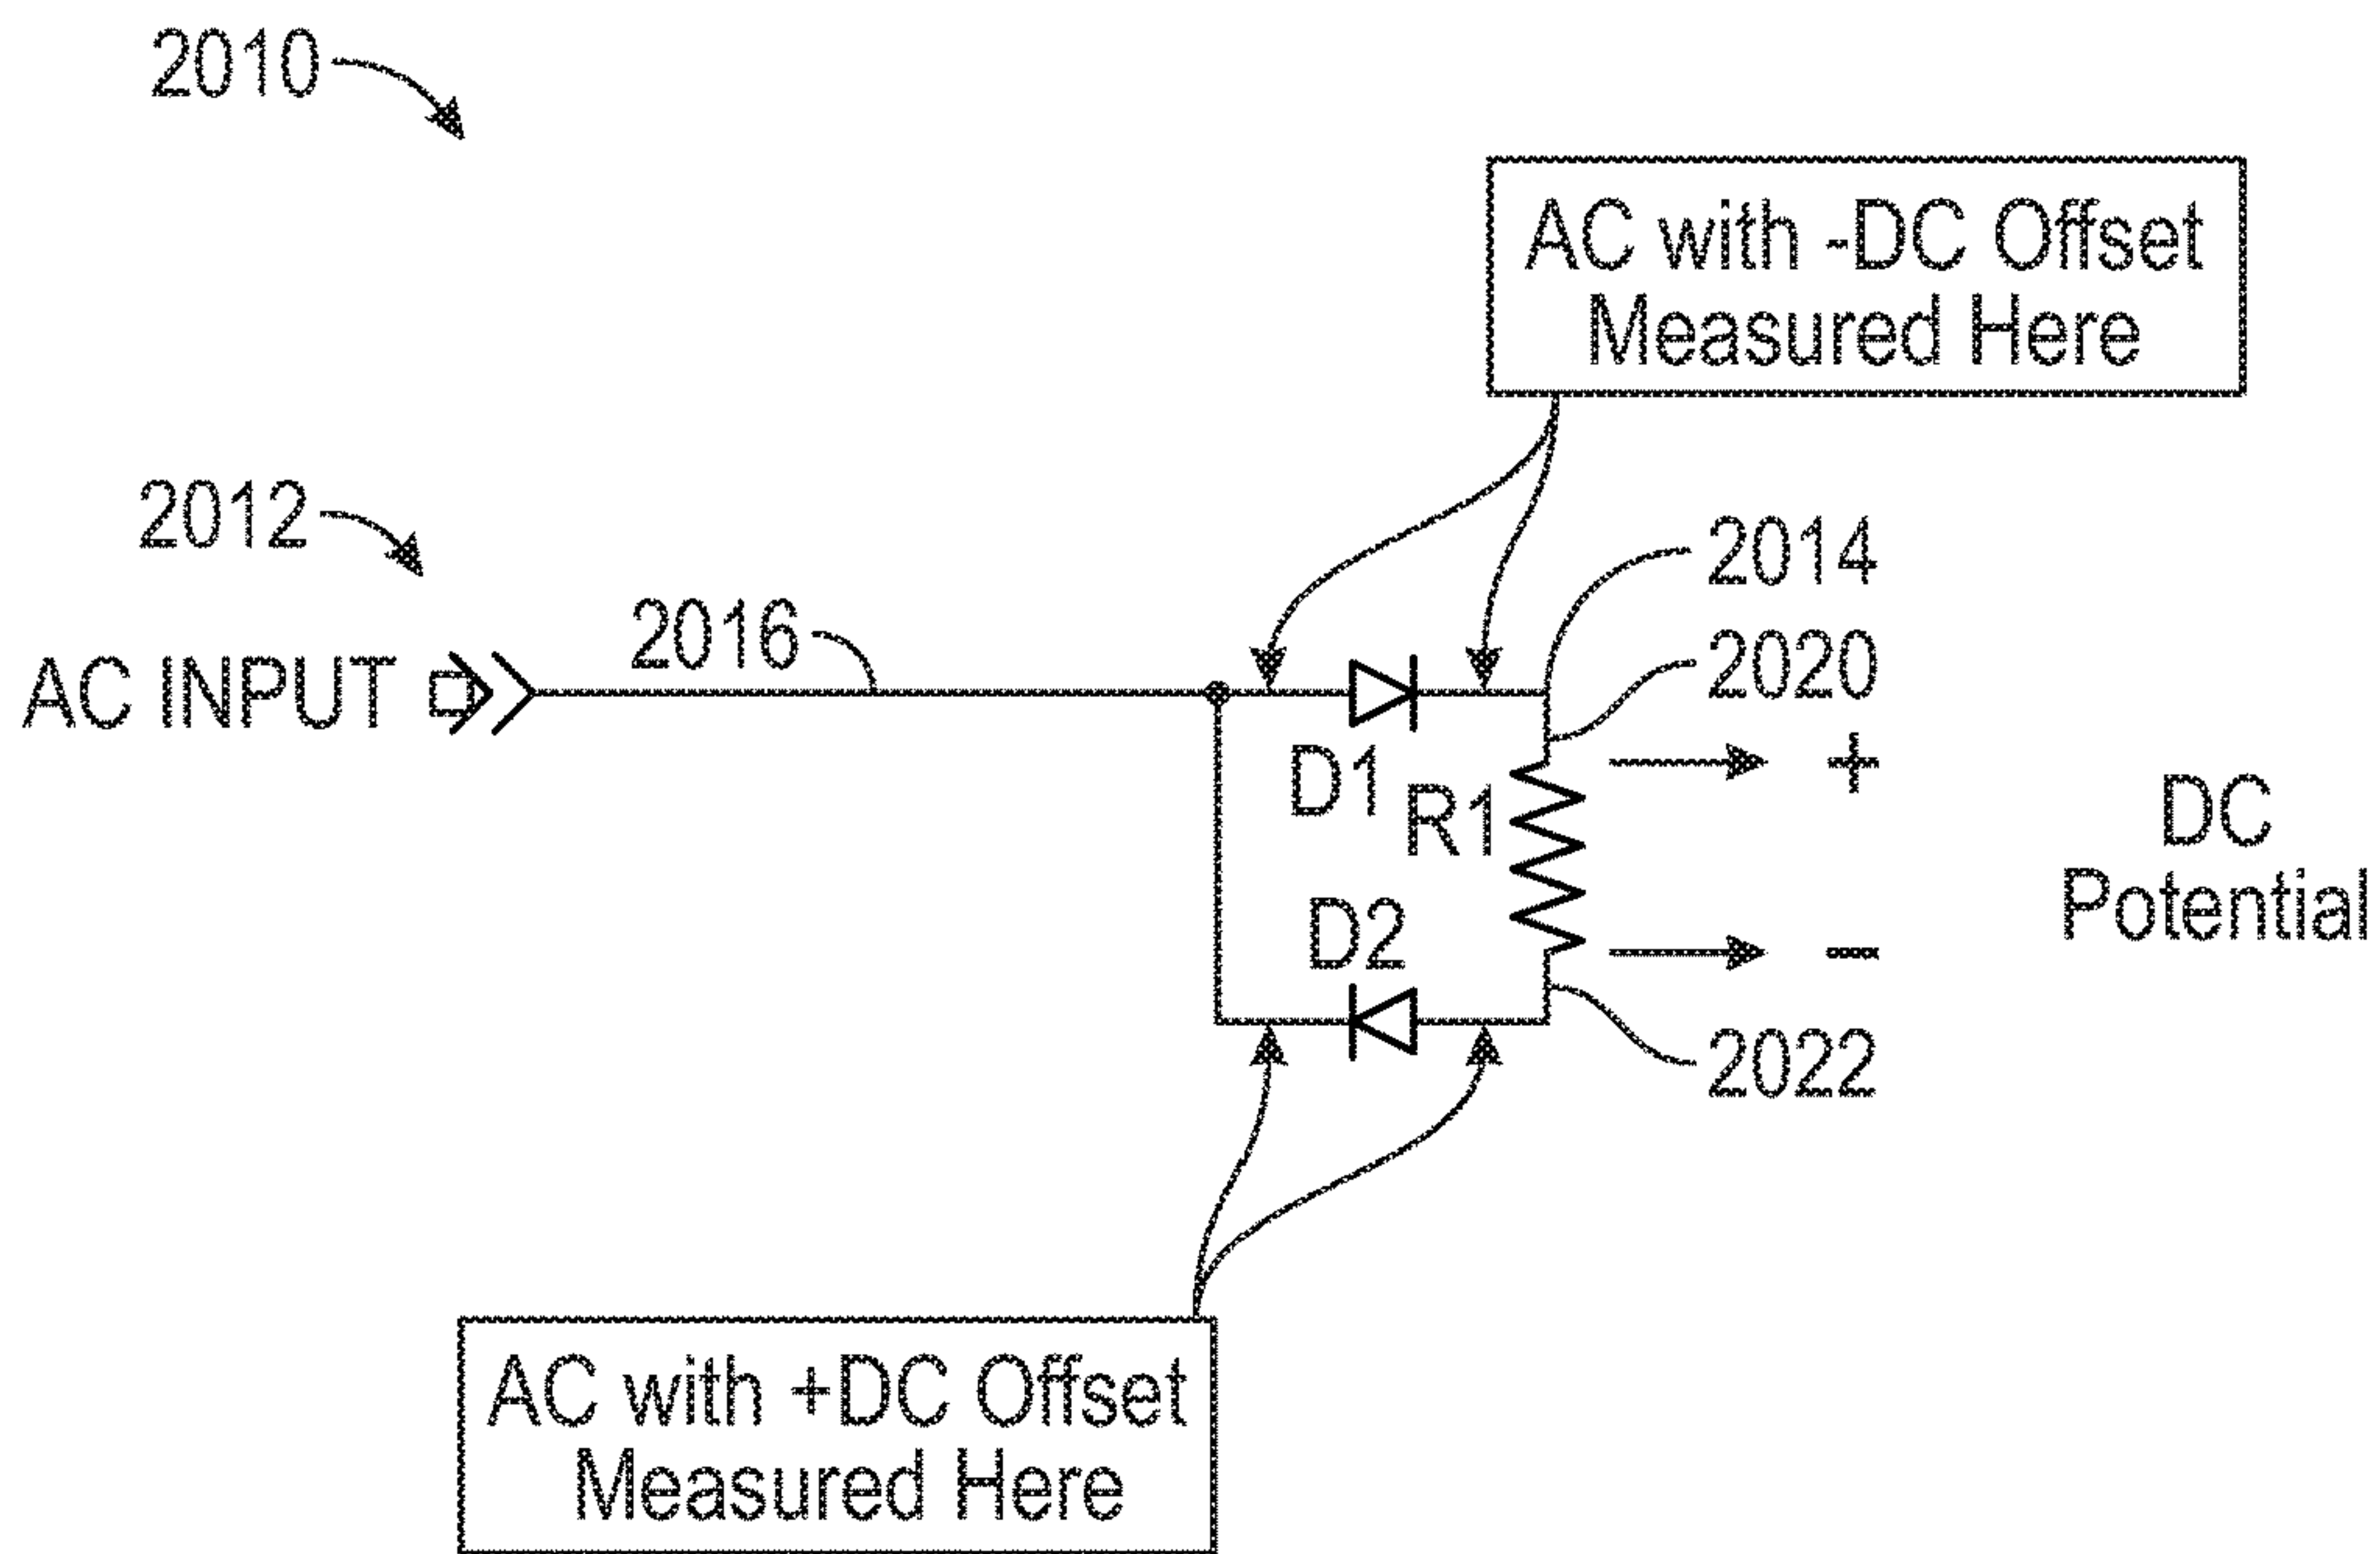 2010
AC with -DC Offset
Measured Here
2012
2014
2016
2020
AC INPUT
D1
+
R1
DC
Potential
D2
-
2022
AC with +DC Offset
Measured Here